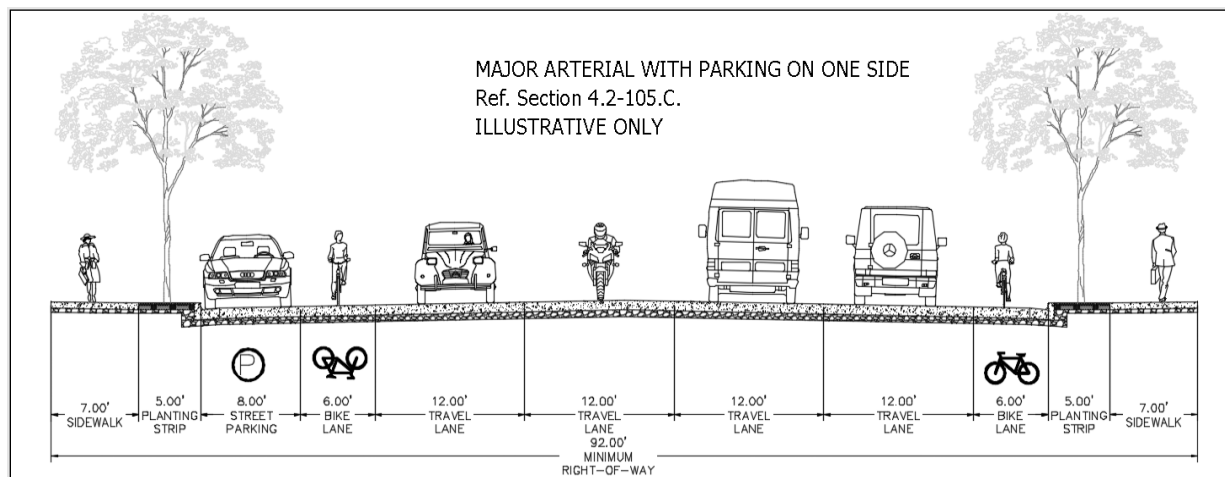 MAJOR ARTERIAL WITH PARKING ON ONE SIDE
Ref. Section 4.2-105.C.
ILLUSTRATIVE ONLY
P
7.00'
SIDEWALK
5.00'
PLANTING
STRIP
8.00'
STREET
PARKING
6.00'
BIKE
LANE
12.00'
TRAVEL
LANE
12.00'
TRAVEL
LANE
12.00'
TRAVEL
LANE
12.00'
TRAVEL
LANE
6.00'
BIKE
LANE
5.00'
PLANTING
STRIP
7.00'
SIDEWALK
92.00'
MINIMUM
RIGHT-OF-WAY